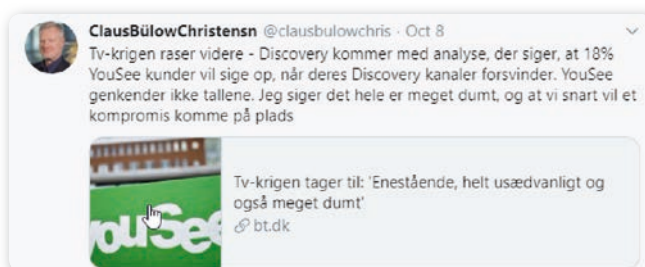 ClausBülowChristensn @clausbulowchris · Oct 8
Tv-krigen raser videre - Discovery kommer med analyse, der siger, at 18%
YouSee kunder vil sige op, når deres Discovery kanaler forsvinder. YouSee
genkender ikke tallene. Jeg siger det hele er meget dumt, og at vi snart vil et
kompromis komme på plads
youSee
Tv-krigen tager til: 'Enestående, helt usædvanligt og
også meget dumt'
bt.dk